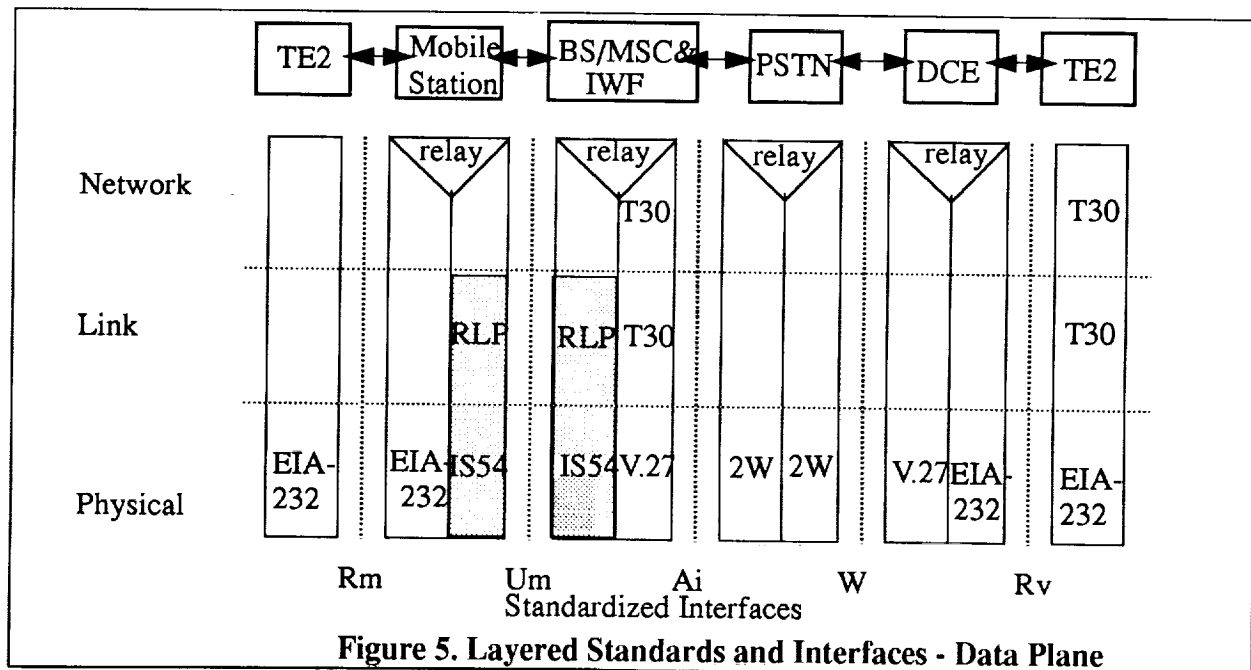 TE2 Mobile Station BS/MSC& IWF PSTN DCE TE2
relay relay relay relay
Network T30 T30
Link RLP RLP T30 T30
Physical EIA-232 EIA-232 IS54 IS54 V.27 2W 2W V.27 EIA-232 EIA-232
Rm Um Ai W Rv
Standardized Interfaces
Figure 5. Layered Standards and Interfaces - Data Plane